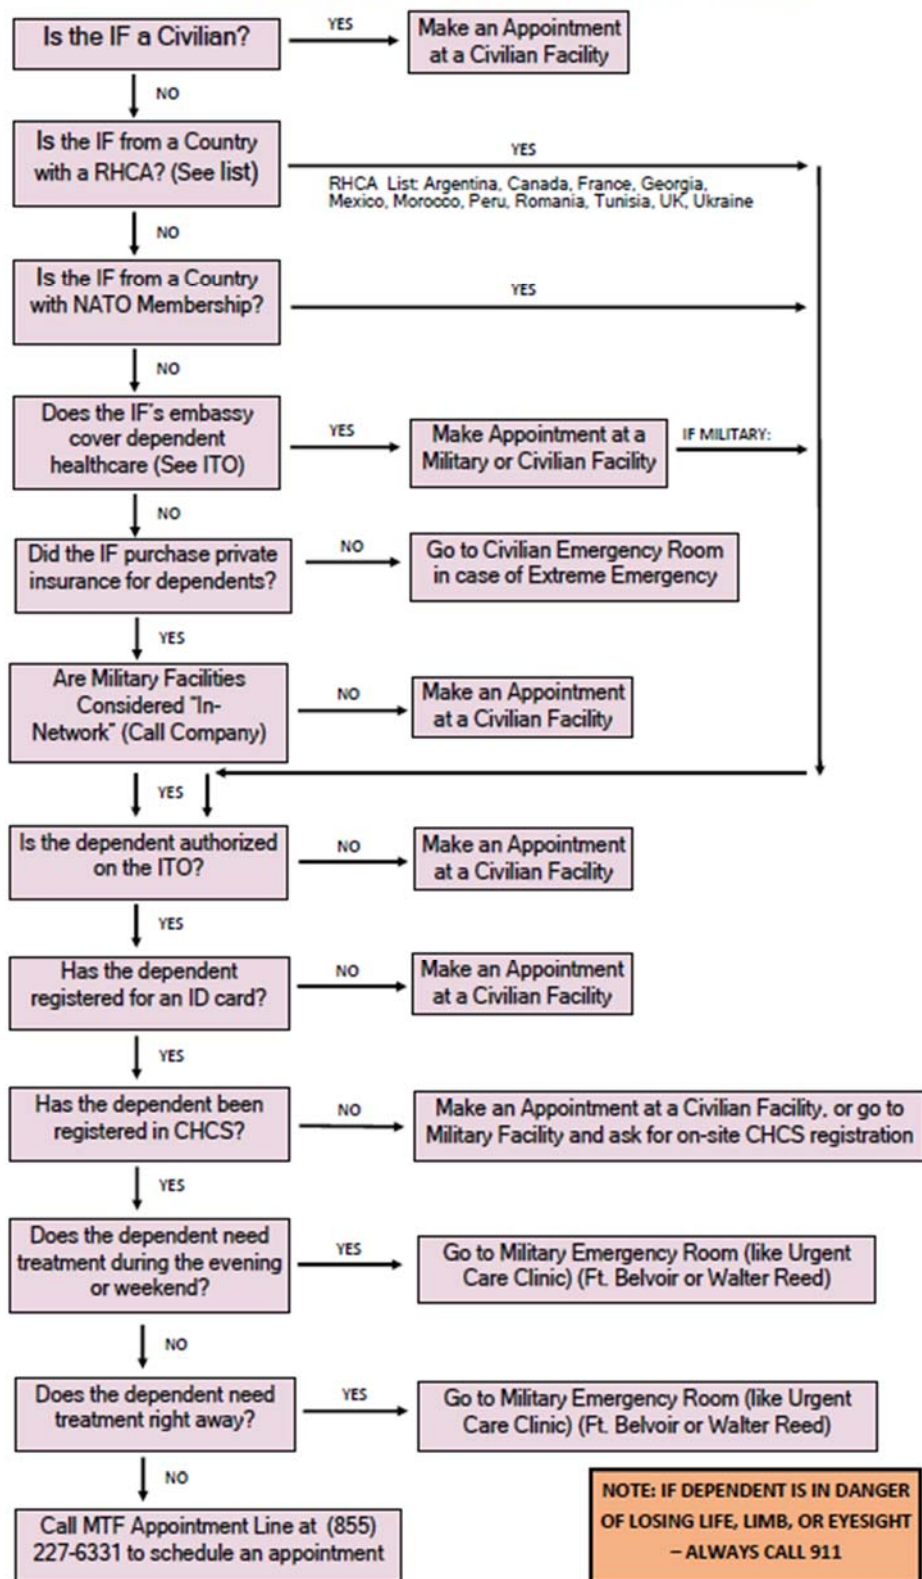 Is the IF a Civilian?
YES
Make an Appointment
at a Civilian Facility
NO
Is the IF from a Country
with a RHCA? (See list)
YES
RHCA List: Argentina, Canada, France, Georgia,
Mexico, Morocco, Peru, Romania, Tunisia, UK, Ukraine
NO
Is the IF from a Country
with NATO Membership?
YES
NO
Does the IF's embassy
cover dependent
healthcare (See ITO)
YES
Make Appointment at a
Military or Civilian Facility
IF MILITARY:
NO
Did the IF purchase private
insurance for dependents?
NO
Go to Civilian Emergency Room
in case of Extreme Emergency
YES
Are Military Facilities
Considered "In-
Network" (Call Company)
NO
Make an Appointment
at a Civilian Facility
YES
Is the dependent authorized
on the ITO?
NO
Make an Appointment
at a Civilian Facility
YES
Has the dependent
registered for an ID card?
NO
Make an Appointment
at a Civilian Facility
YES
Has the dependent been
registered in CHCS?
NO
Make an Appointment at a Civilian Facility, or go to
Military Facility and ask for on-site CHCS registration
YES
Does the dependent need
treatment during the evening
or weekend?
YES
Go to Military Emergency Room (like Urgent
Care Clinic) (Ft. Belvoir or Walter Reed)
NO
Does the dependent need
treatment right away?
YES
Go to Military Emergency Room (like Urgent
Care Clinic) (Ft. Belvoir or Walter Reed)
NO
Call MTF Appointment Line at (855)
227-6331 to schedule an appointment
NOTE: IF DEPENDENT IS IN DANGER
OF LOSING LIFE, LIMB, OR EYESIGHT
– ALWAYS CALL 911